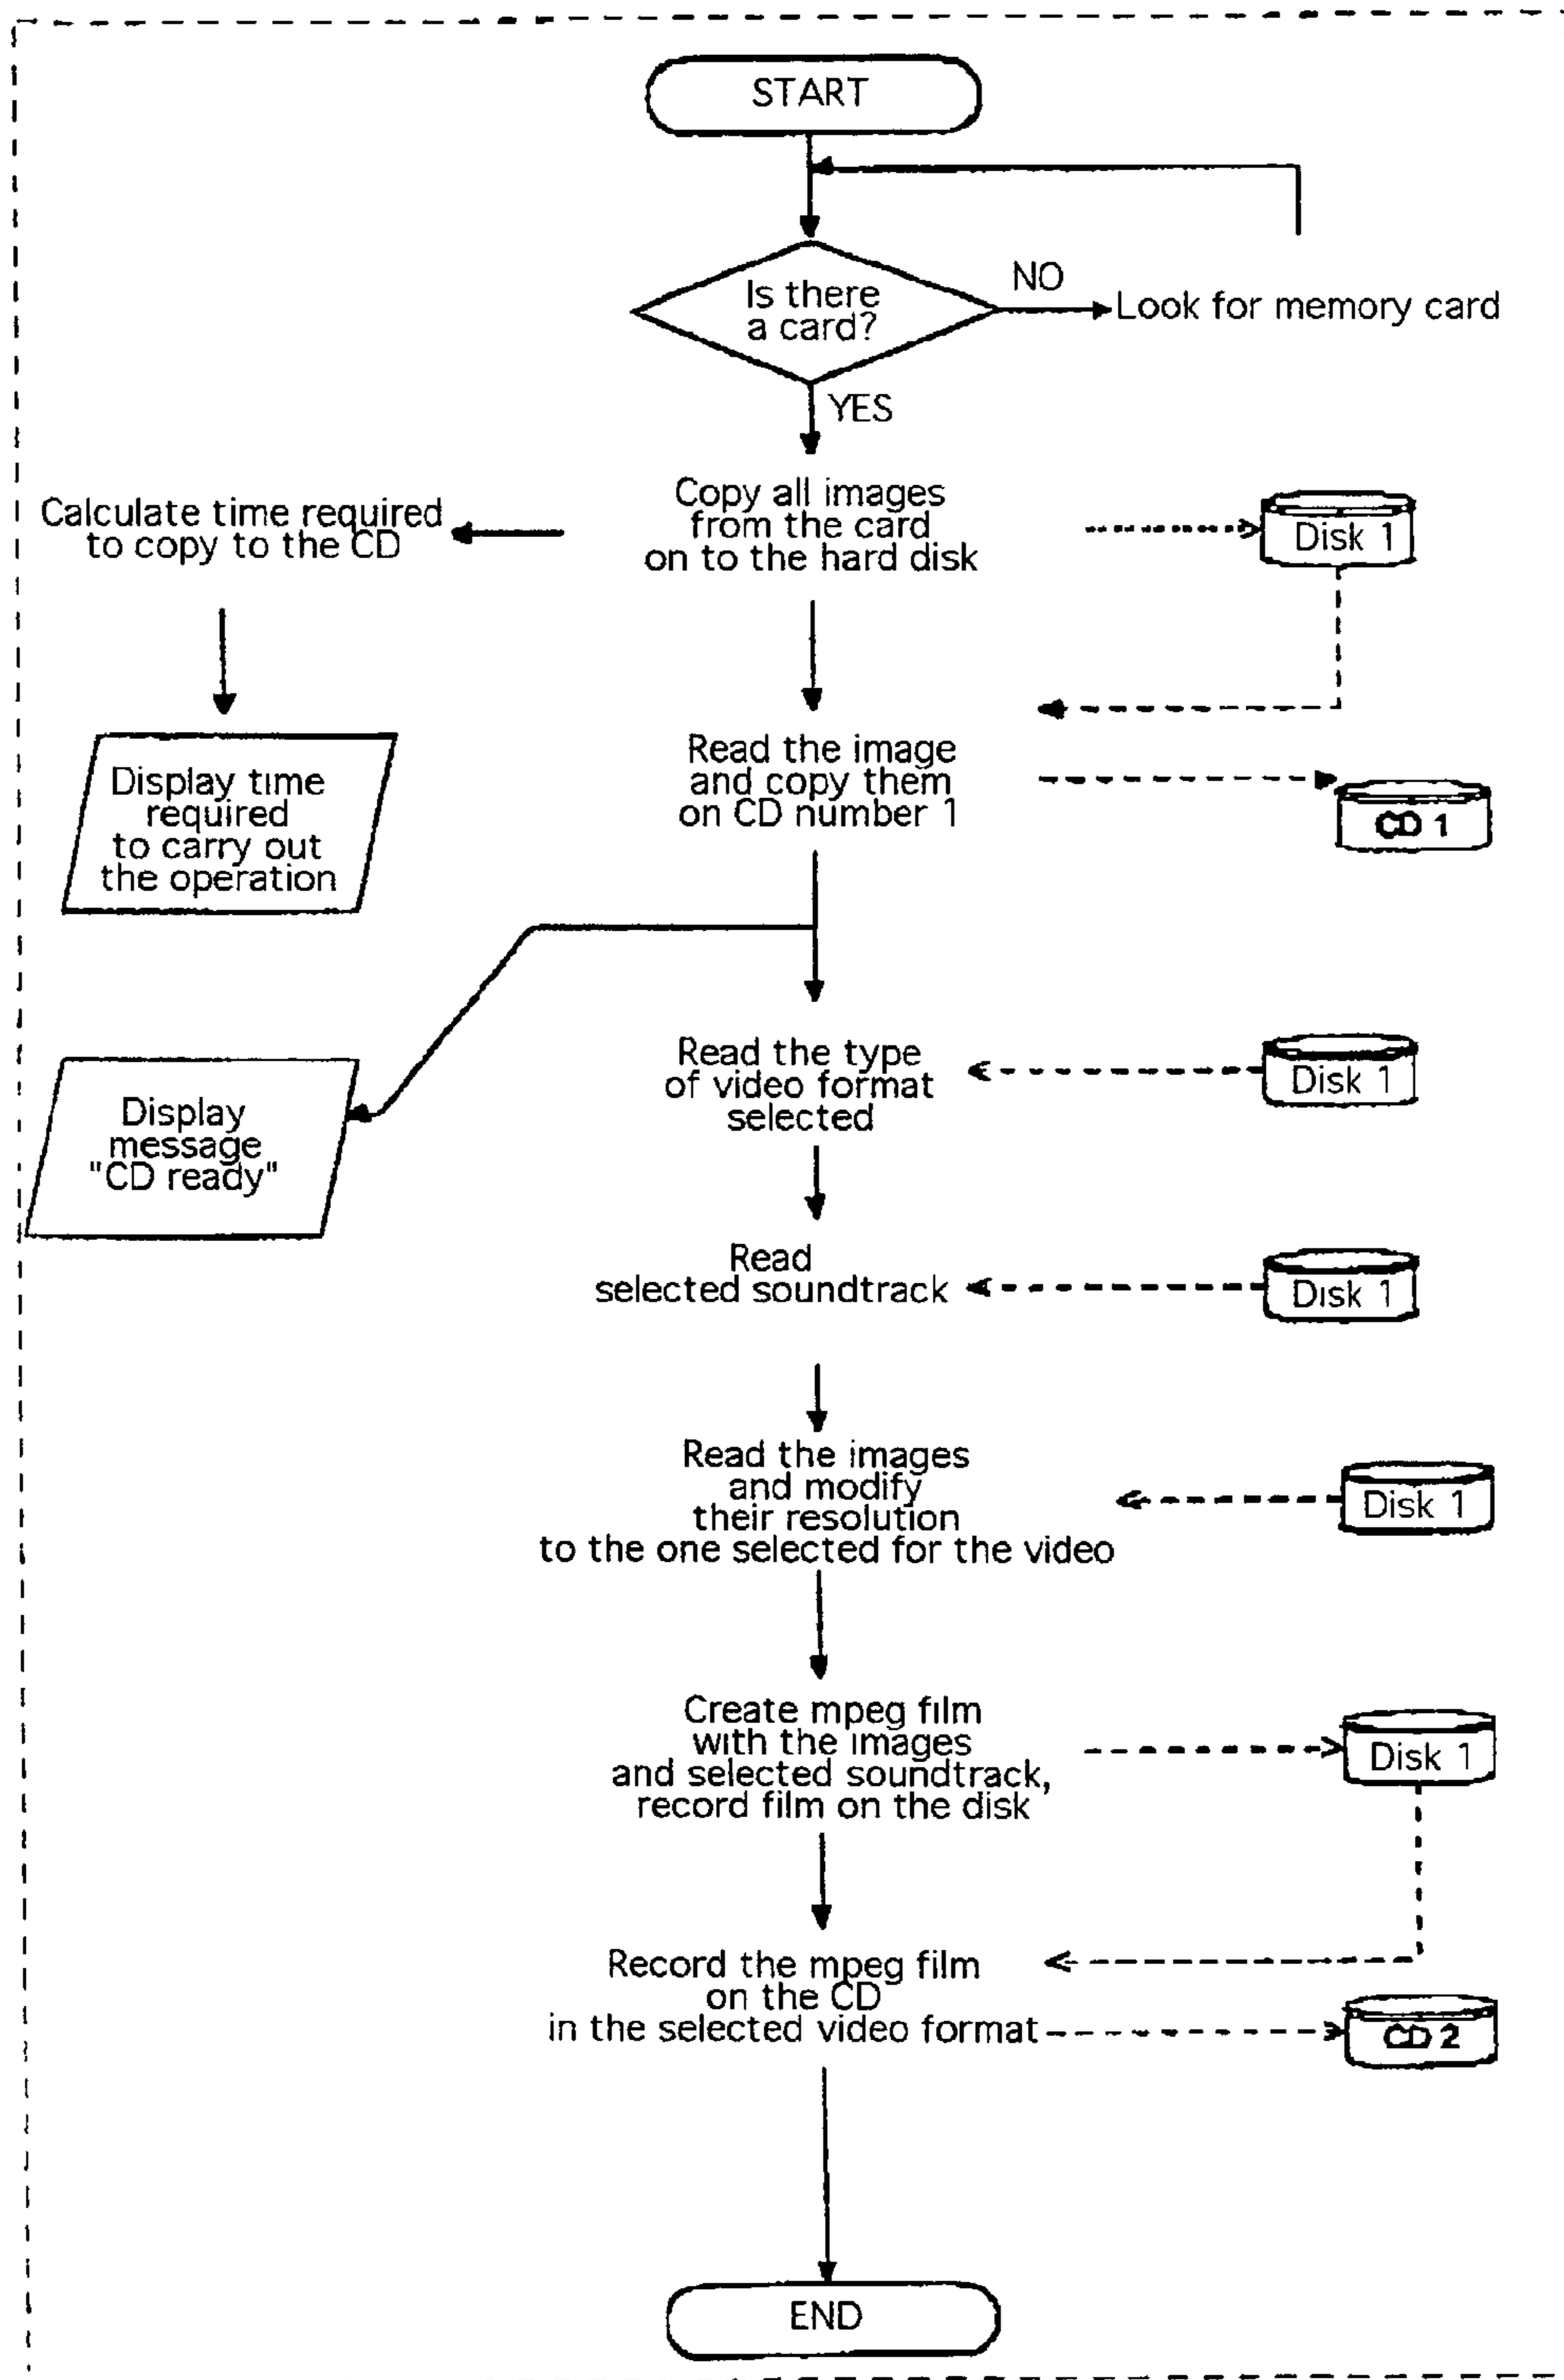 START
Is there
a card?
NO
Look for memory card
YES
Calculate time required
to copy to the CD
Copy all images
from the card
on to the hard disk
Disk 1
Display time
required
to carry out
the operation
Read the image
and copy them
on CD number 1
CD 1
Display
message
"CD ready"
Read the type
of video format
selected
Disk 1
Read
selected soundtrack
Disk 1
Read the images
and modify
their resolution
to the one selected for the video
Disk 1
Create mpeg film
with the images
and selected soundtrack,
record film on the disk
Disk 1
Record the mpeg film
on the CD
in the selected video format
CD 2
END